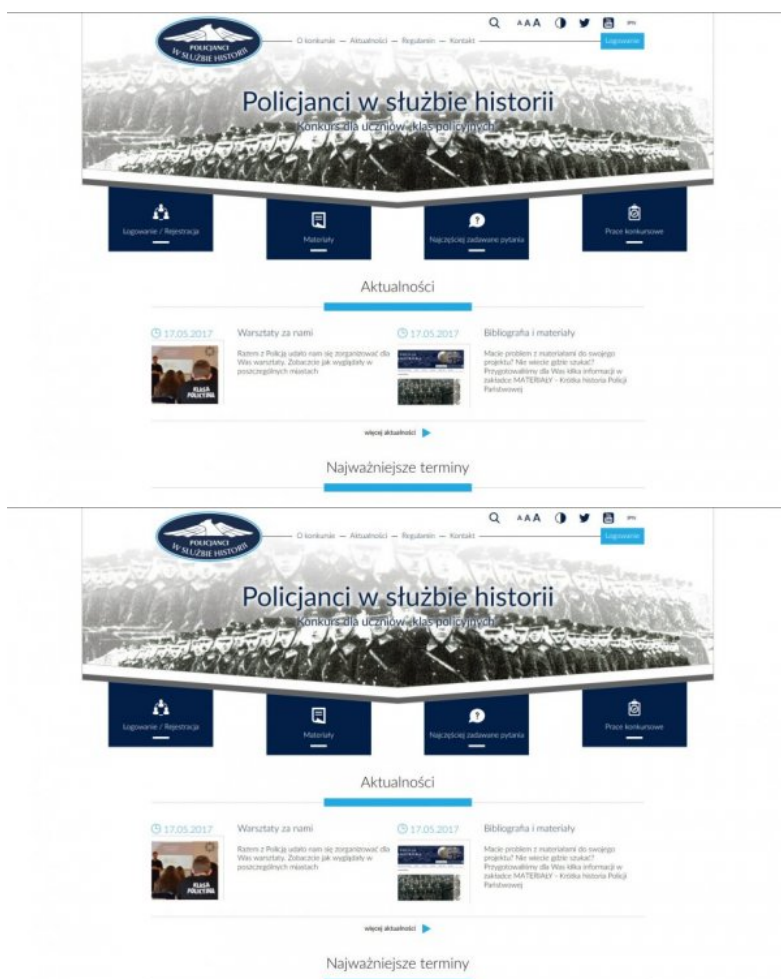 POLICJANCI
W SŁUŻBIE HISTORII
O konkursie — Aktualności — Regulamin — Kontakt
A A A
IPN
Logowanie
Policjanci w służbie historii
Konkurs dla uczniów „klas policyjnych”
Logowanie / Rejestracja
Materiały
Najczęściej zadawane pytania
Prace konkursowe
Aktualności
17.05.2017
Warsztaty za nami
Razem z Policją udało nam się zorganizować dla
Was warsztaty. Zobaczcie jak wyglądały w
poszczególnych miastach
KLASA
POLICYJNA
17.05.2017
Bibliografia i materiały
Macie problem z materiałami do swojego
projektu? Nie wiecie gdzie szukać?
Przygotowaliśmy dla Was kilka informacji w
zakładce MATERIAŁY - Krótka historia Policji
Państwowej
więcej aktualności
Najważniejsze terminy
POLICJANCI
W SŁUŻBIE HISTORII
O konkursie — Aktualności — Regulamin — Kontakt
A A A
IPN
Logowanie
Policjanci w służbie historii
Konkurs dla uczniów „klas policyjnych”
Logowanie / Rejestracja
Materiały
Najczęściej zadawane pytania
Prace konkursowe
Aktualności
17.05.2017
Warsztaty za nami
Razem z Policją udało nam się zorganizować dla
Was warsztaty. Zobaczcie jak wyglądały w
poszczególnych miastach
KLASA
POLICYJNA
17.05.2017
Bibliografia i materiały
Macie problem z materiałami do swojego
projektu? Nie wiecie gdzie szukać?
Przygotowaliśmy dla Was kilka informacji w
zakładce MATERIAŁY - Krótka historia Policji
Państwowej
więcej aktualności
Najważniejsze terminy